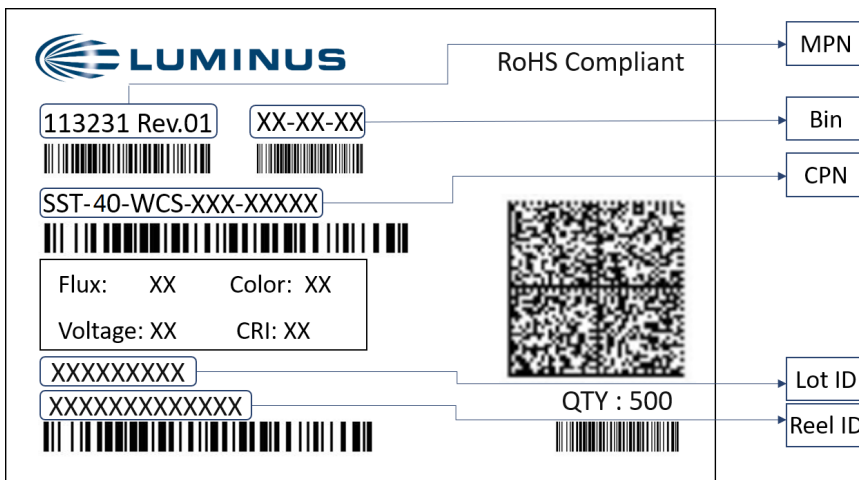 LUMINUS
RoHS Compliant
MPN
113231 Rev.01
XX-XX-XX
Bin
SST-40-WCS-XXX-XXXXX
CPN
Flux: XX Color: XX
Voltage: XX CRI: XX
XXXXXXXXX
Lot ID
XXXXXXXXXXXXX
QTY : 500
Reel ID